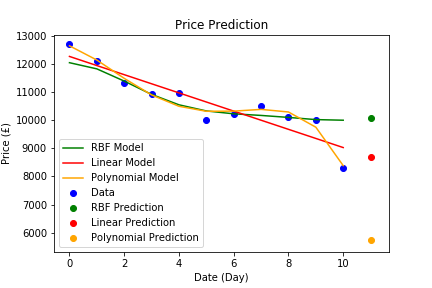 Price Prediction
13000
12000
11000
10000
9000
8000
7000
6000
Price (£)
RBF Model
Linear Model
Polynomial Model
Data
RBF Prediction
Linear Prediction
Polynomial Prediction
0
2
4
6
8
10
Date (Day)